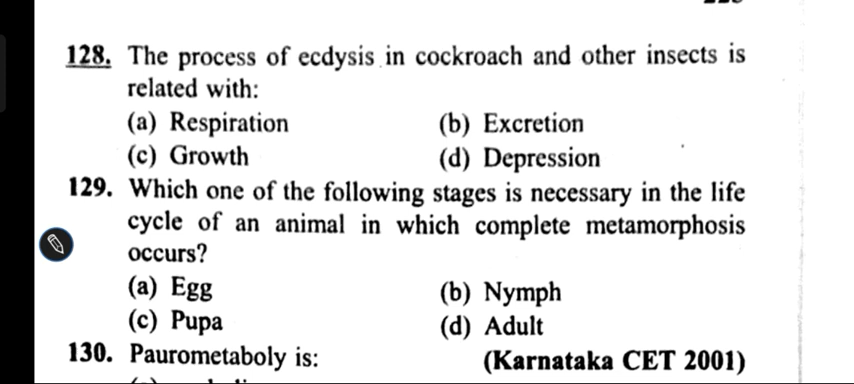 128. The process of ecdysis in cockroach and other insects is
related with:
(a) Respiration (b) Excretion
(c) Growth (d) Depression
129. Which one of the following stages is necessary in the life
cycle of an animal in which complete metamorphosis
occurs?
(a) Egg (b) Nymph
(c) Pupa (d) Adult
130. Paurometaboly is: (Karnataka CET 2001)